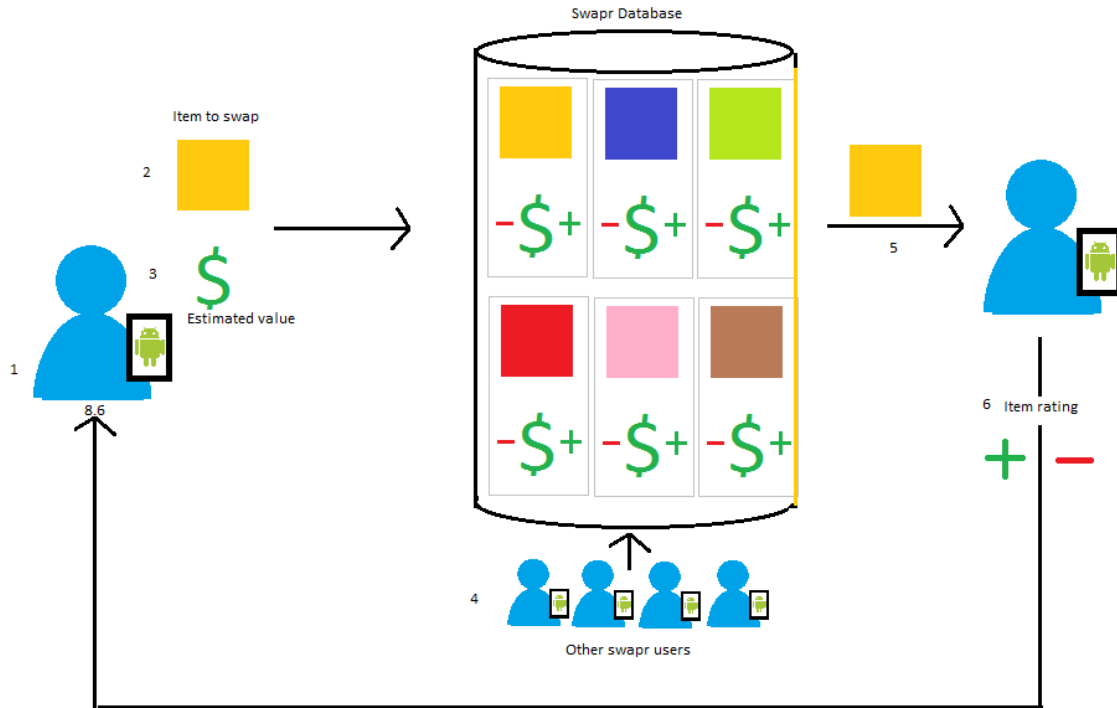 Swapr Database
Item to swap
2
$
- $ +
- $ +
- $ +
5
3
$
Estimated value
1
8.6
6 Item rating
+ -
- $ +
- $ +
- $ +
4
Other swapr users